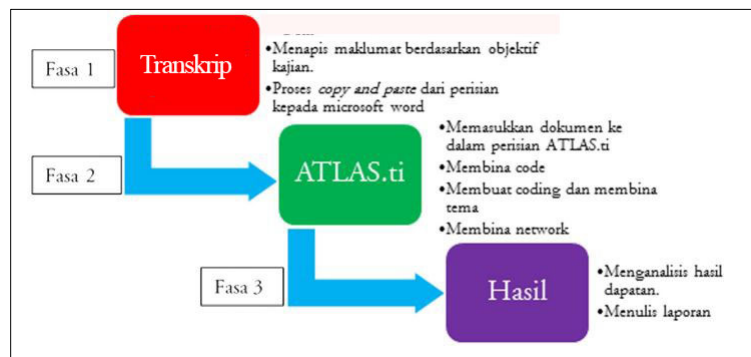 Fasa 1
Transkrip
•Menapis maklumat berdasarkan objektif
kajian.
•Proses copy and paste dari perisian
kepada microsoft word
Fasa 2
ATLAS.ti
•Memasukkan dokumen ke
dalam perisian ATLAS.ti
•Membina code
•Membuat coding dan membina
tema
•Membina network
Fasa 3
Hasil
•Menganalisis hasil
dapatan.
•Menulis laporan